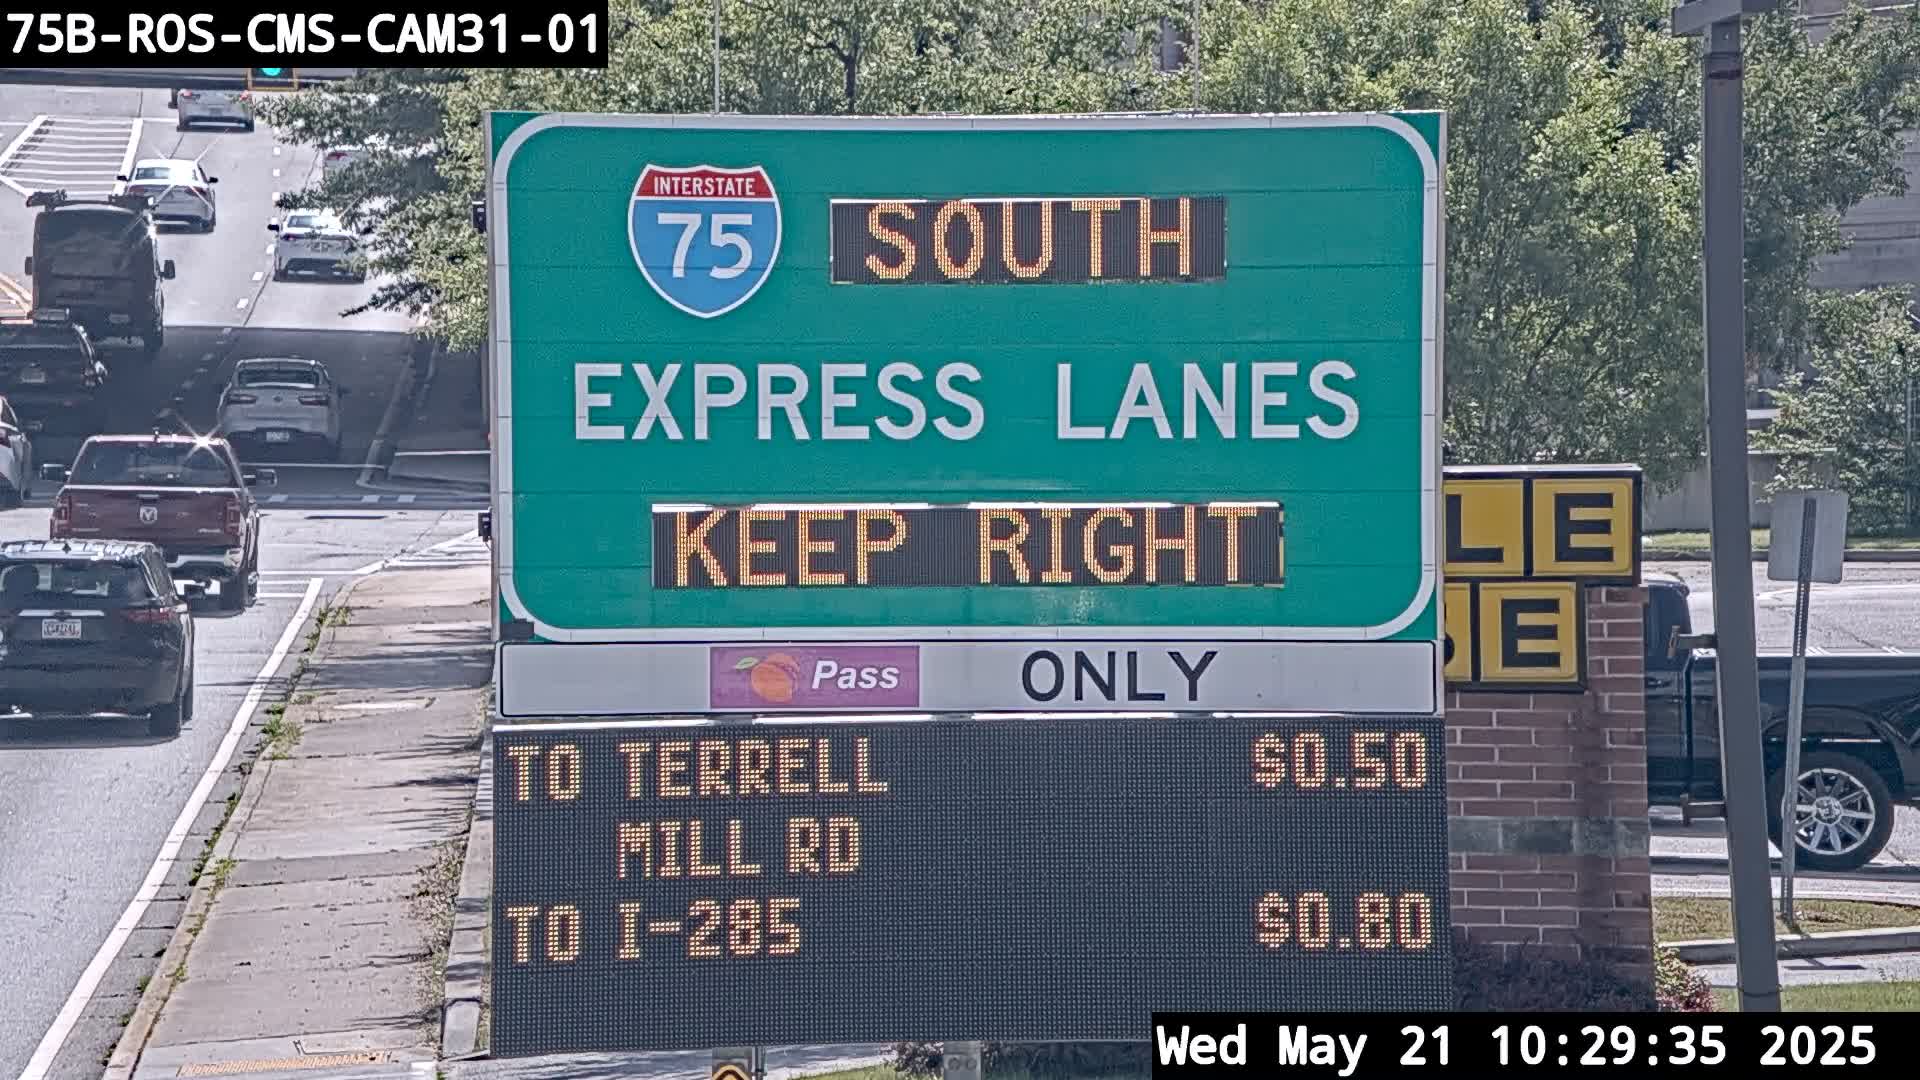 75B-ROS-CMS-CAM31-01
INTERSTATE
75
SOUTH
EXPRESS LANES
KEEP RIGHT
Pass ONLY
TO TERRELL $0.50
MILL RD
TO I-285 $0.80
LE
E
Wed May 21 10:29:35 2025